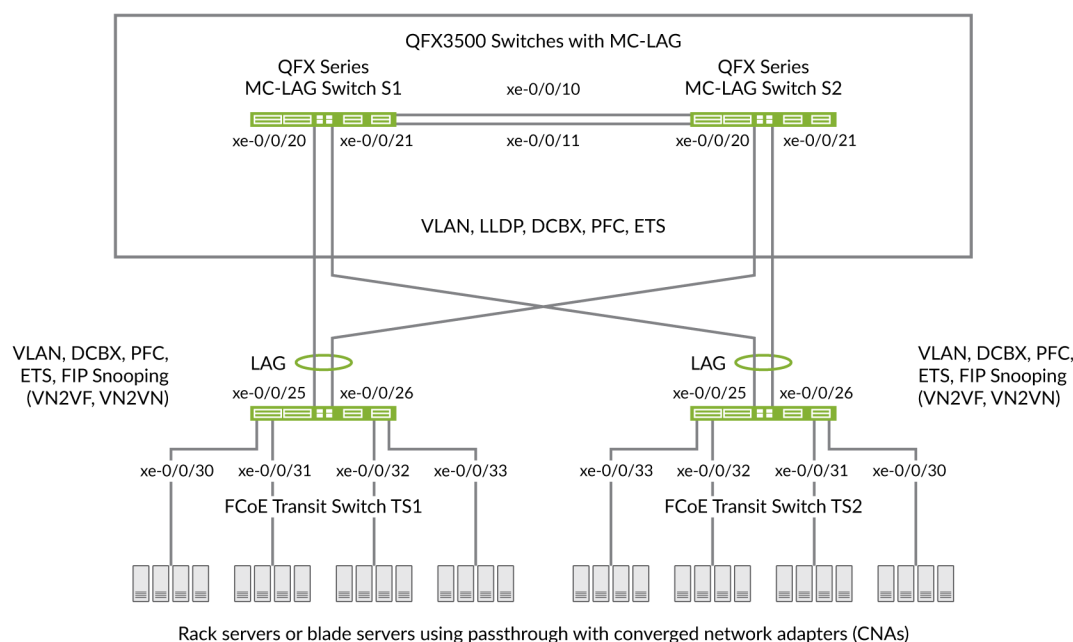 QFX3500 Switches with MC-LAG
QFX Series
MC-LAG Switch S1
QFX Series
MC-LAG Switch S2
xe-0/0/10
xe-0/0/11
xe-0/0/20
xe-0/0/21
xe-0/0/20
xe-0/0/21
VLAN, LLDP, DCBX, PFC, ETS
VLAN, DCBX, PFC,
ETS, FIP Snooping
(VN2VF, VN2VN)
LAG
LAG
VLAN, DCBX, PFC,
ETS, FIP Snooping
(VN2VF, VN2VN)
xe-0/0/25
xe-0/0/26
xe-0/0/25
xe-0/0/26
xe-0/0/30
xe-0/0/31
xe-0/0/32
xe-0/0/33
xe-0/0/33
xe-0/0/32
xe-0/0/31
xe-0/0/30
FCoE Transit Switch TS1
FCoE Transit Switch TS2
Rack servers or blade servers using passthrough with converged network adapters (CNAs)